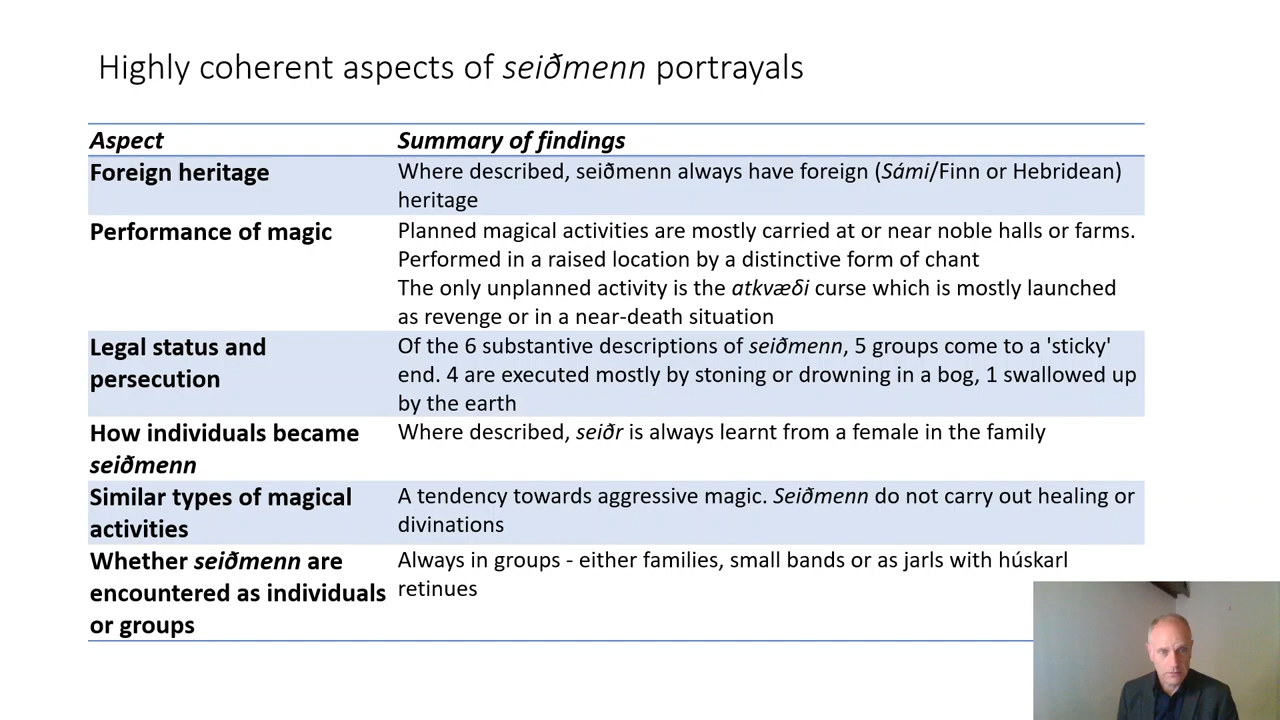 Highly coherent aspects of seiðmenn portrayals
Aspect
Summary of findings
Foreign heritage
Where described, seiðmenn always have foreign (Sámi/Finn or Hebridean)
heritage
Performance of magic
Planned magical activities are mostly carried at or near noble halls or farms.
Performed in a raised location by a distinctive form of chant
The only unplanned activity is the atkvæði curse which is mostly launched
as revenge or in a near-death situation
Legal status and
persecution
Of the 6 substantive descriptions of seiðmenn, 5 groups come to a 'sticky'
end. 4 are executed mostly by stoning or drowning in a bog, 1 swallowed up
by the earth
How individuals became
seiðmenn
Where described, seiðr is always learnt from a female in the family
Similar types of magical
activities
A tendency towards aggressive magic. Seiðmenn do not carry out healing or
divinations
Whether seiðmenn are
encountered as individuals
or groups
Always in groups - either families, small bands or as jarls with húskarl
retinues